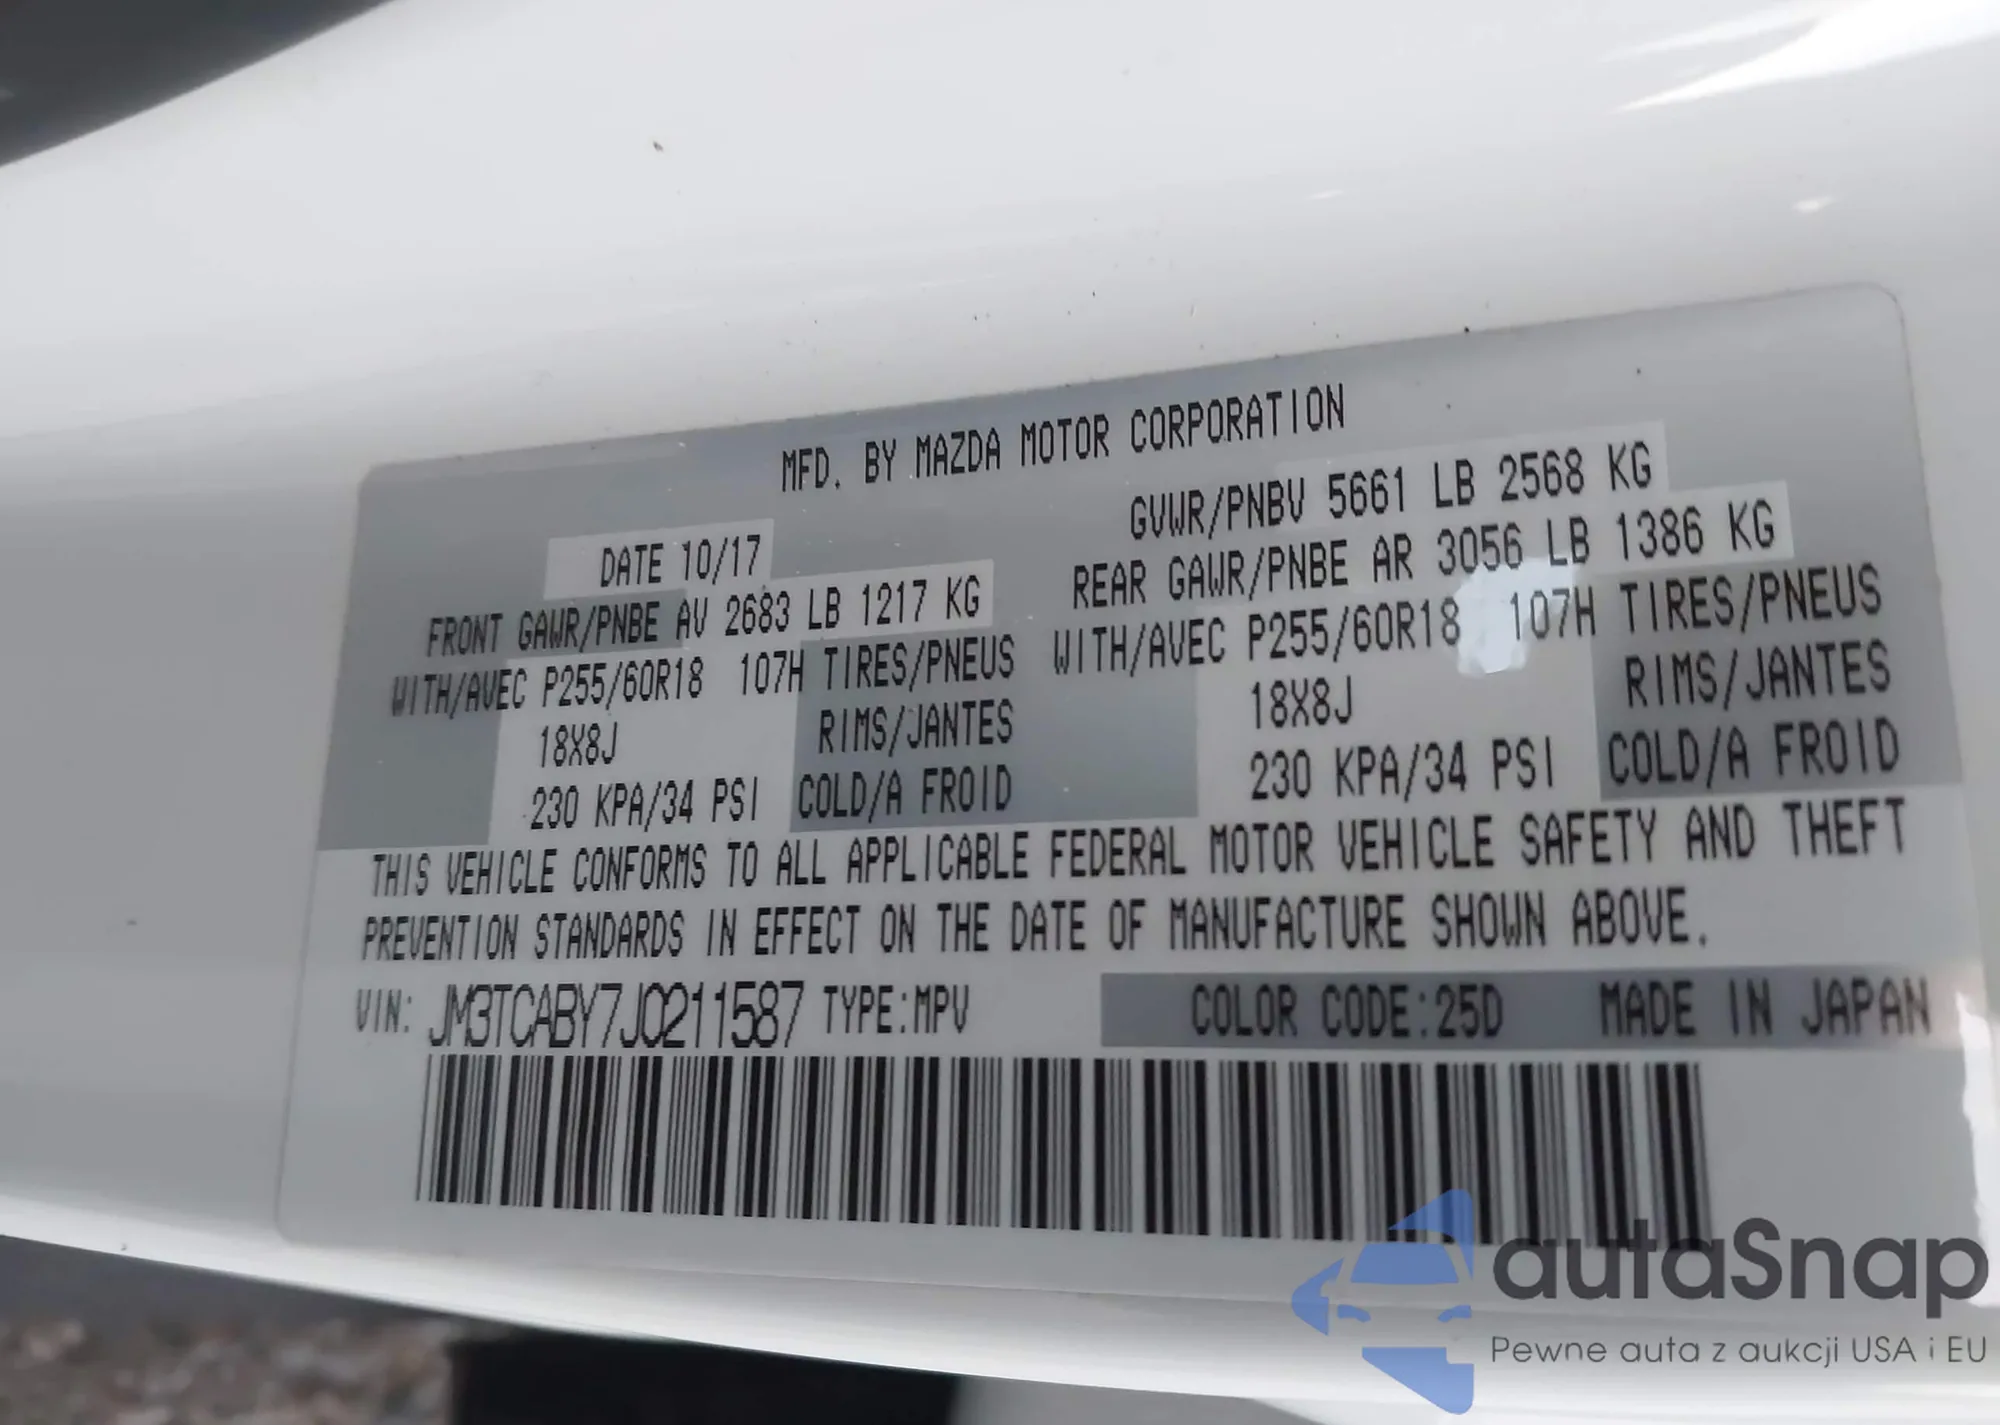 MFD. BY MAZDA MOTOR CORPORATION
DATE 10/17 GVWR/PNBV 5661 LB 2568 KG
FRONT GAWR/PNBE AV 2683 LB 1217 KG REAR GAWR/PNBE AR 3056 LB 1386 KG
WITH/AVEC P255/60R18 107H TIRES/PNEUS WITH/AVEC P255/60R18 107H TIRES/PNEUS
18X8J RIMS/JANTES 18X8J RIMS/JANTES
230 KPA/34 PSI COLD/A FROID 230 KPA/34 PSI COLD/A FROID
THIS VEHICLE CONFORMS TO ALL APPLICABLE FEDERAL MOTOR VEHICLE SAFETY AND THEFT
PREVENTION STANDARDS IN EFFECT ON THE DATE OF MANUFACTURE SHOWN ABOVE.
VIN: JM3TCABY7J0211587 TYPE:MPV COLOR CODE:25D MADE IN JAPAN
autaSnap
Pewne auta z aukcji USA i EU